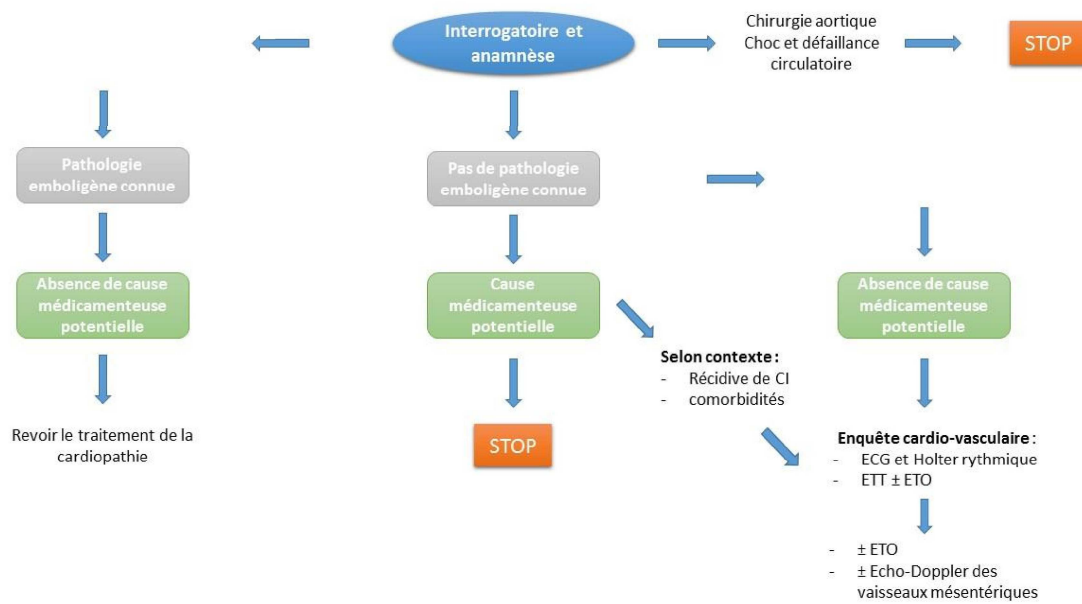 Interrogatoire et
anamnèse
Chirurgie aortique
Choc et défaillance
circulatoire
STOP
Pathologie
emboligène connue
Pas de pathologie
emboligène connue
Absence de cause
médicamenteuse
potentielle
Cause
médicamenteuse
potentielle
Absence de cause
médicamenteuse
potentielle
Selon contexte :
- Récidive de CI
- comorbidités
Revoir le traitement de la
cardiopathie
STOP
Enquête cardio-vasculaire :
- ECG et Holter rythmique
- ETT ± ETO
- ± ETO
- ± Echo-Doppler des
vaisseaux mésentériques